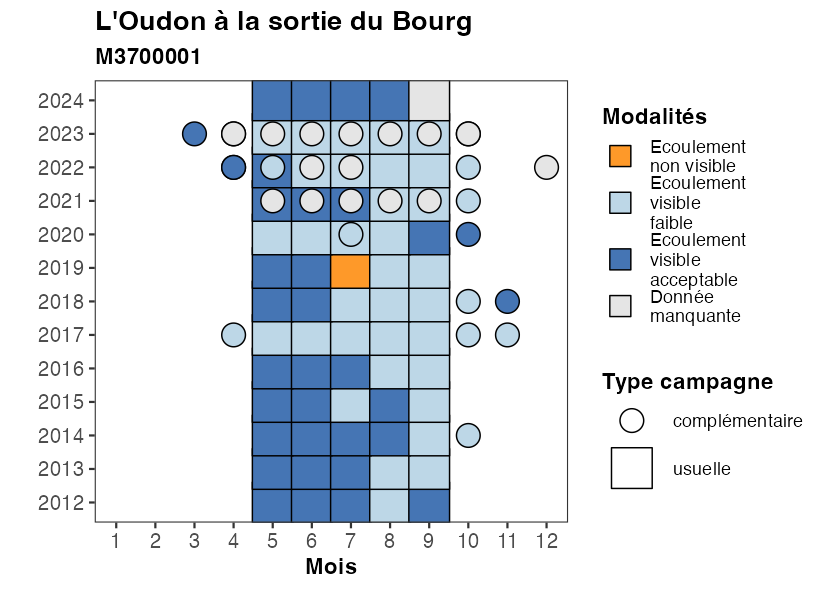 L'Oudon à la sortie du Bourg
M3700001
2024
2023
2022
2021
2020
2019
2018
2017
2016
2015
2014
2013
2012
1 2 3 4 5 6 7 8 9 10 11 12
Mois
Modalités
Ecoulement
non visible
Ecoulement
visible
faible
Ecoulement
visible
acceptable
Donnée
manquante
Type campagne
complémentaire
usuelle